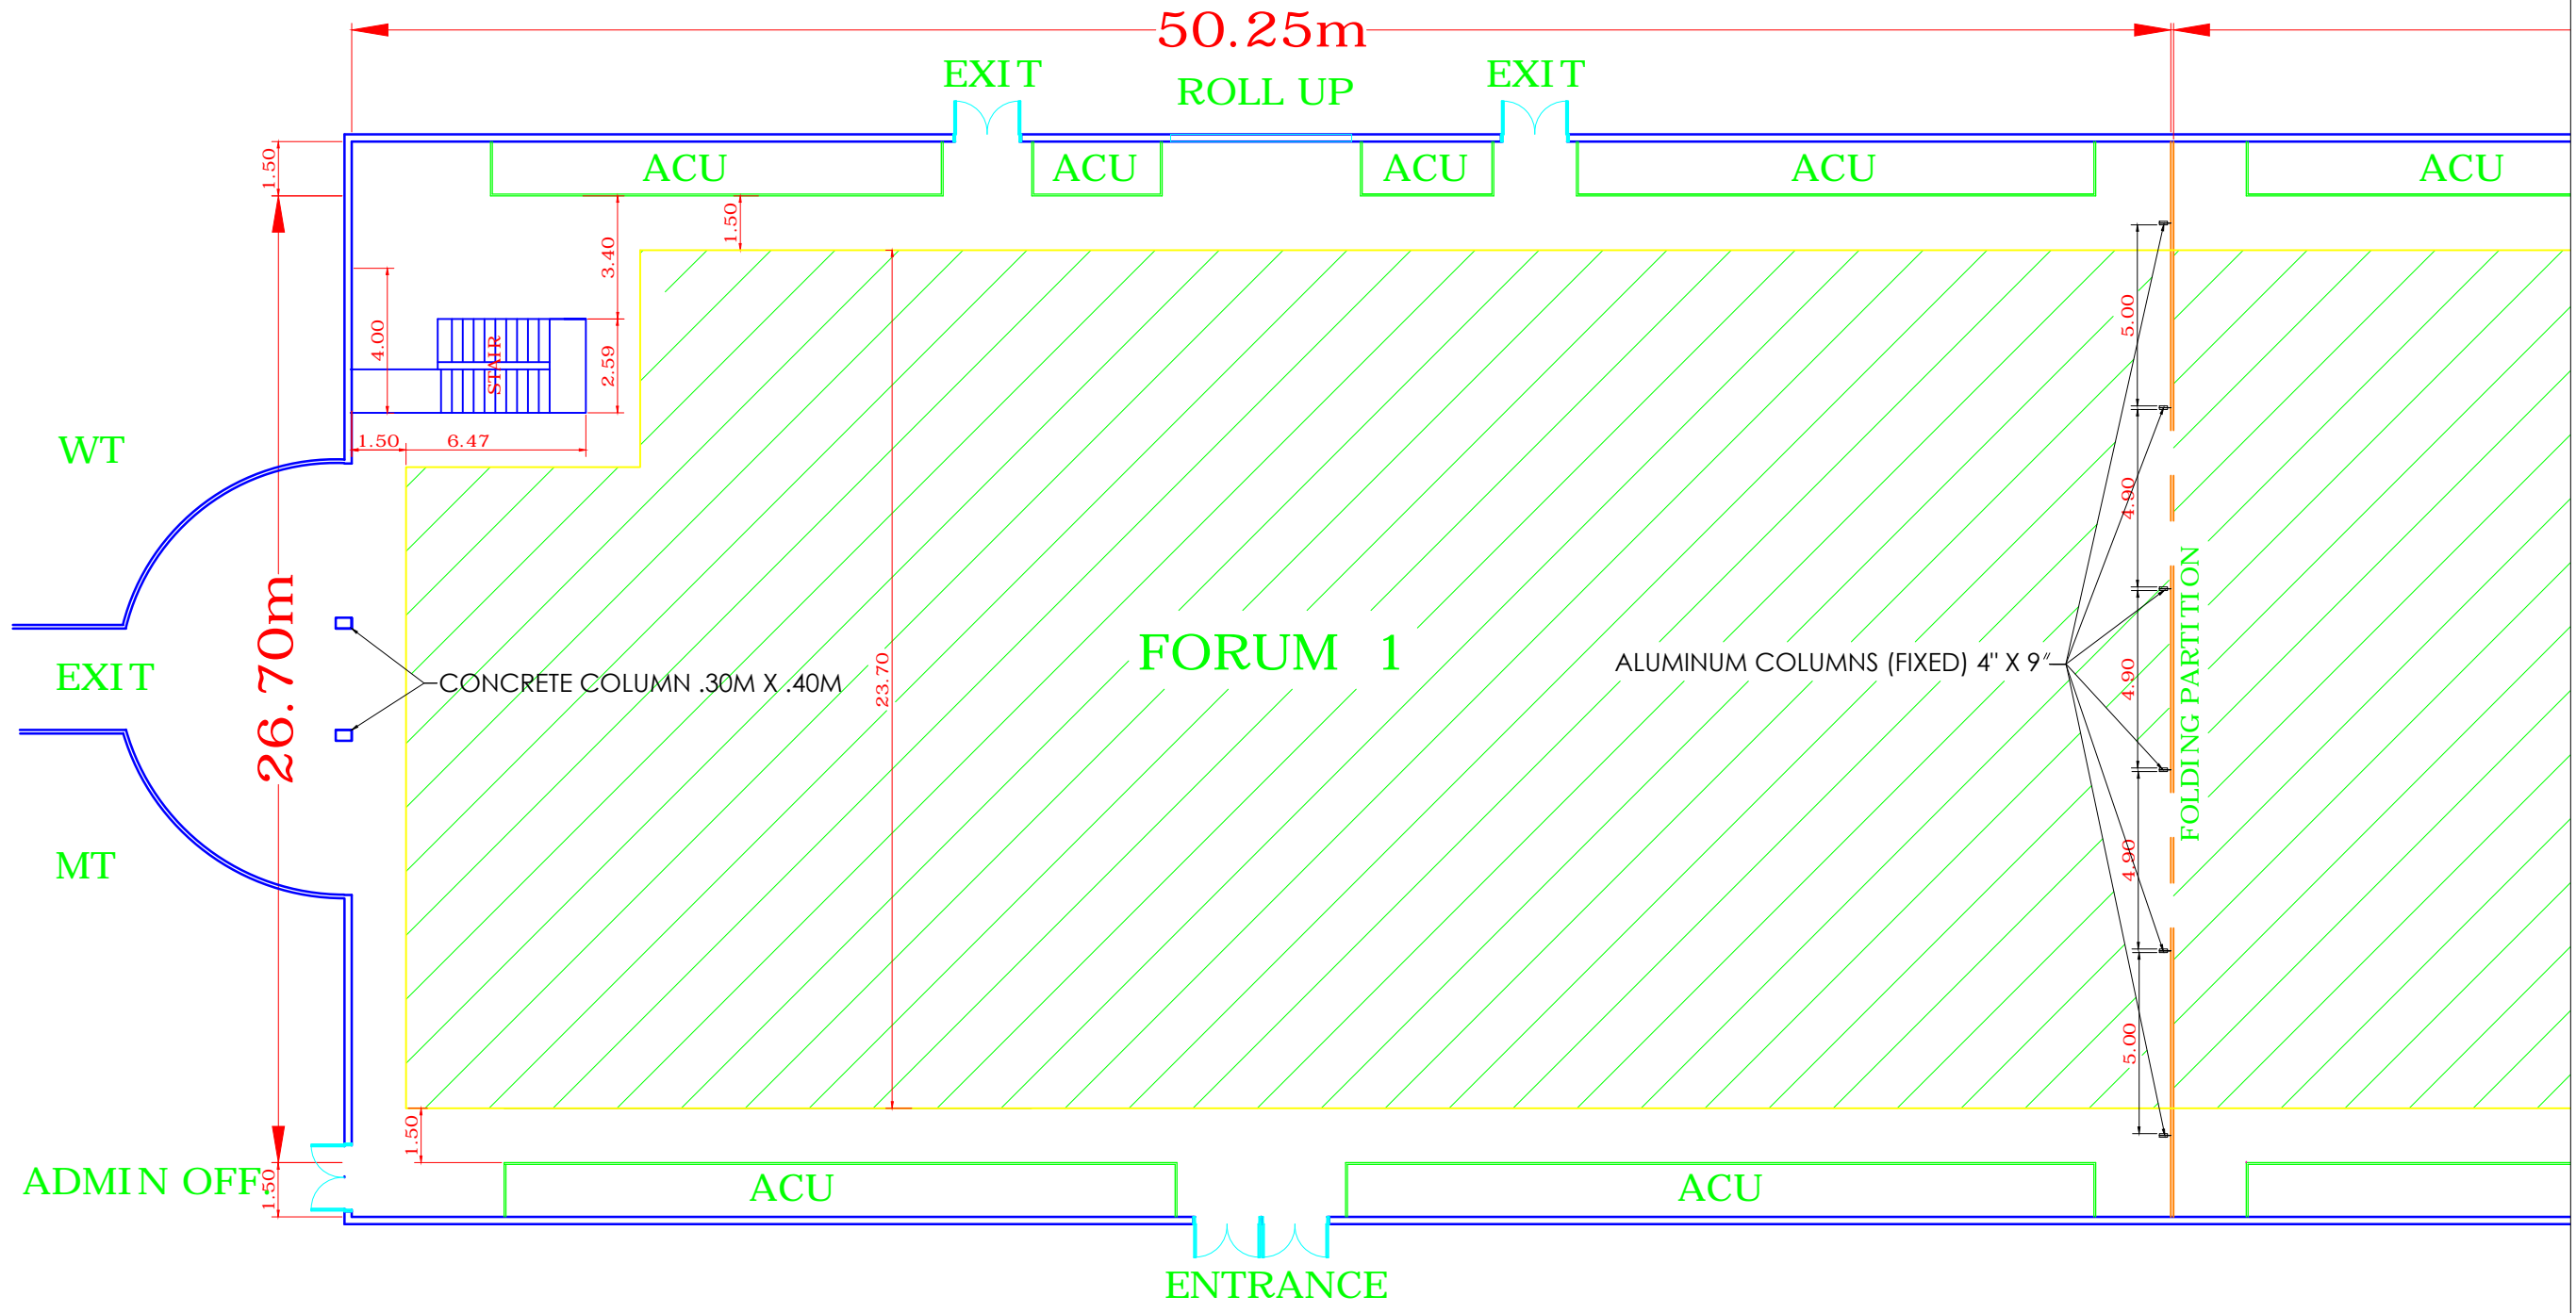 50.25m
EXIT
ROLL UP
EXIT
1.50
ACU
ACU
ACU
ACU
ACU
1.50
3.40
4.00
STAIR
2.59
5.00
1.50
6.47
WT
4.90
FOLDING PARTITION
26.70m
EXIT
CONCRETE COLUMN .30M X .40M
23.70
FORUM 1
ALUMINUM COLUMNS (FIXED) 4" X 9"
4.90
MT
4.90
5.00
1.50
ADMIN OFF.
1.50
ACU
ACU
ENTRANCE